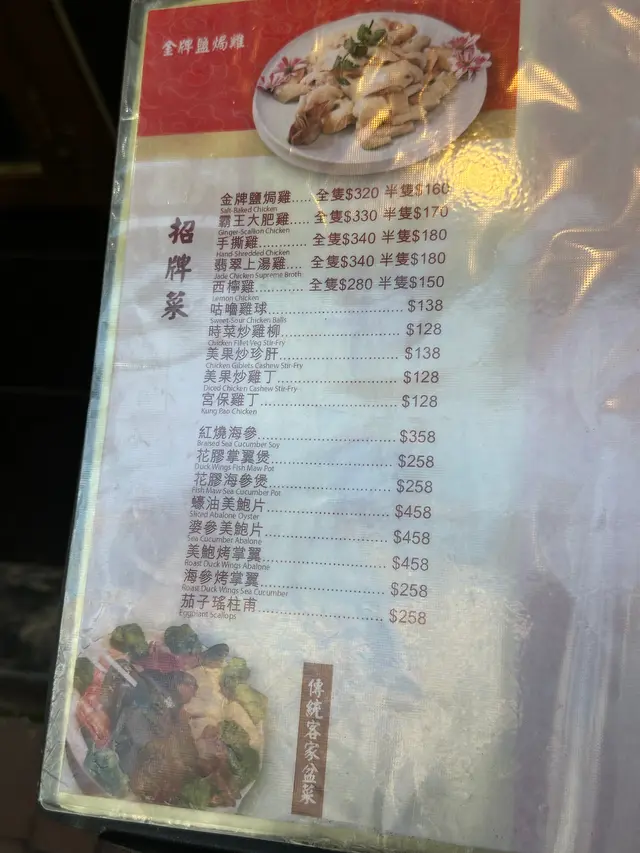 金牌鹽焗雞
招牌菜
金牌鹽焗雞..... 全隻$320 半隻$160
Salt-Baked Chicken
霸王大肥雞..... 全隻$330 半隻$170
Ginger-Scallion Chicken
手撕雞............ 全隻$340 半隻$180
Hand Shredded Chicken
翡翠上湯雞.... 全隻$340 半隻$180
Jade Chicken Supreme Broth
西檸雞........... 全隻$280 半隻$150
Lemon Chicken
咕嚕雞球.............................. $138
Sweet-Sour Chicken Balls
時菜炒雞柳........................... $128
Chicken Fillet Veg Stir-Fry
美果炒珍肝........................... $138
Chicken Giblets Cashew Stir-Fry
美果炒雞丁........................... $128
Diced Chicken Cashew Stir-Fry
宮保雞丁.............................. $128
Kung Pao Chicken
紅燒海參.............................. $358
Braised Sea Cucumber Soy
花膠掌翼煲........................... $258
Duck Wings Fish Maw Pot
花膠海參煲........................... $258
Fish Maw Sea Cucumber Pot
蠔油美鮑片........................... $458
Sliced Abalone Oyster
婆參美鮑片........................... $458
Sea Cucumber Abalone
美鮑烤掌翼........................... $458
Roast Duck Wings Abalone
海參烤掌翼........................... $258
Roast Duck Wings Sea Cucumber
茄子瑤柱甫........................... $258
Eggplant Scallops
傳統客家盆菜